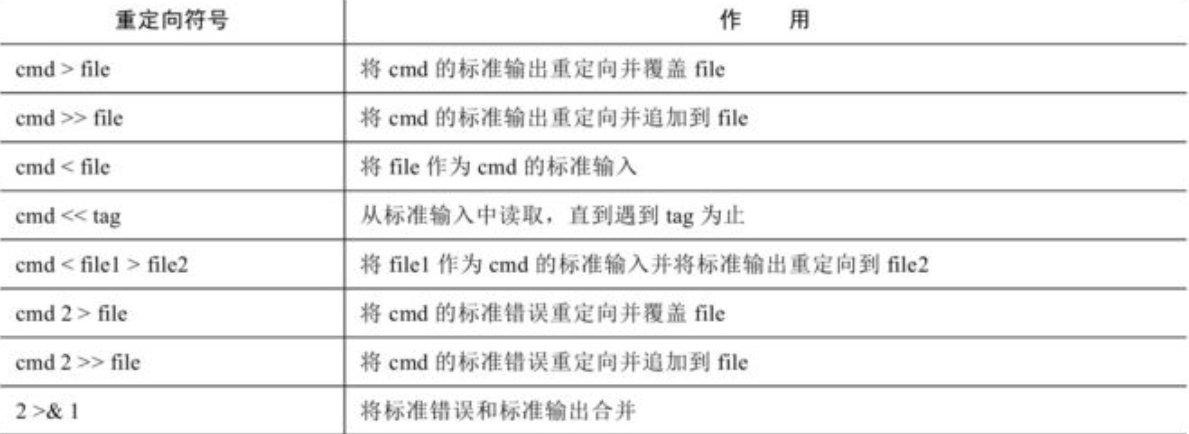 重定向符号 作 用
cmd > file 将 cmd 的标准输出重定向并覆盖 file
cmd >> file 将 cmd 的标准输出重定向并追加到 file
cmd < file 将 file 作为 cmd 的标准输入
cmd << tag 从标准输入中读取，直到遇到 tag 为止
cmd < file1 > file2 将 file1 作为 cmd 的标准输入并将标准输出重定向到 file2
cmd 2 > file 将 cmd 的标准错误重定向并覆盖 file
cmd 2 >> file 将 cmd 的标准错误重定向并追加到 file
2 >& 1 将标准错误和标准输出合并